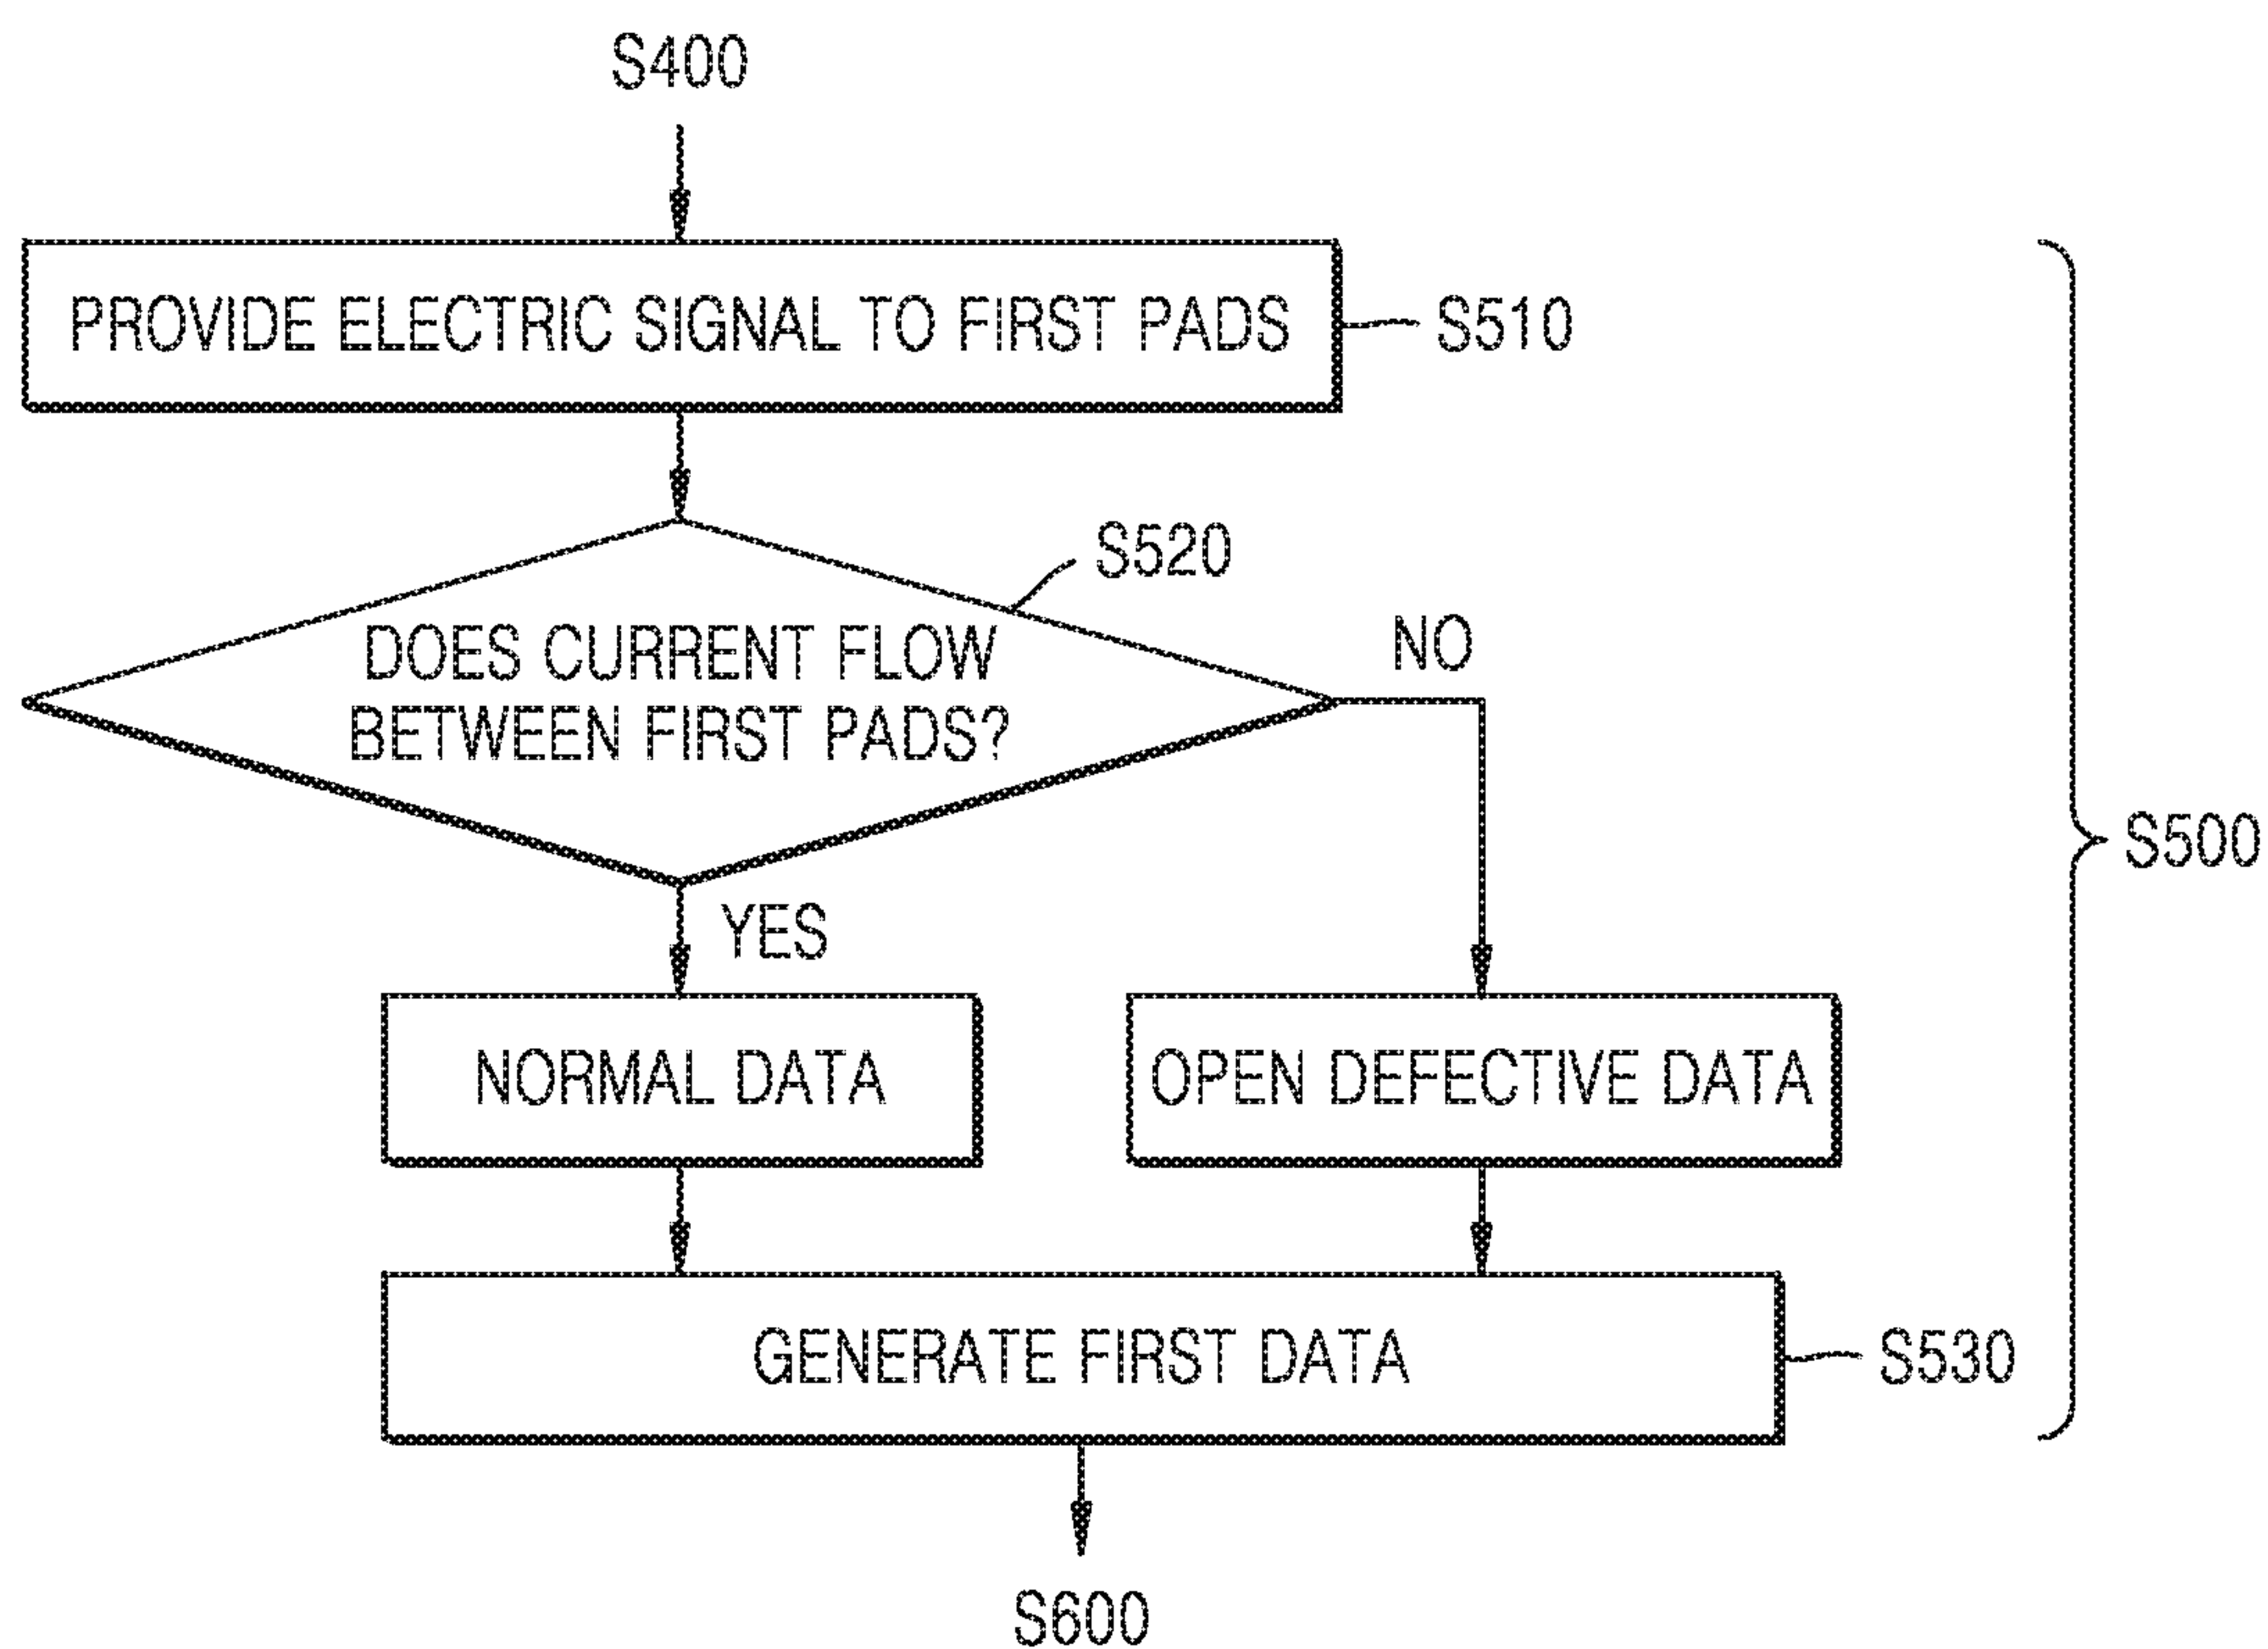 S400
PROVIDE ELECTRIC SIGNAL TO FIRST PADS
S510
S520
DOES CURRENT FLOW
BETWEEN FIRST PADS?
NO
S500
YES
NORMAL DATA
OPEN DEFECTIVE DATA
GENERATE FIRST DATA
S530
S600